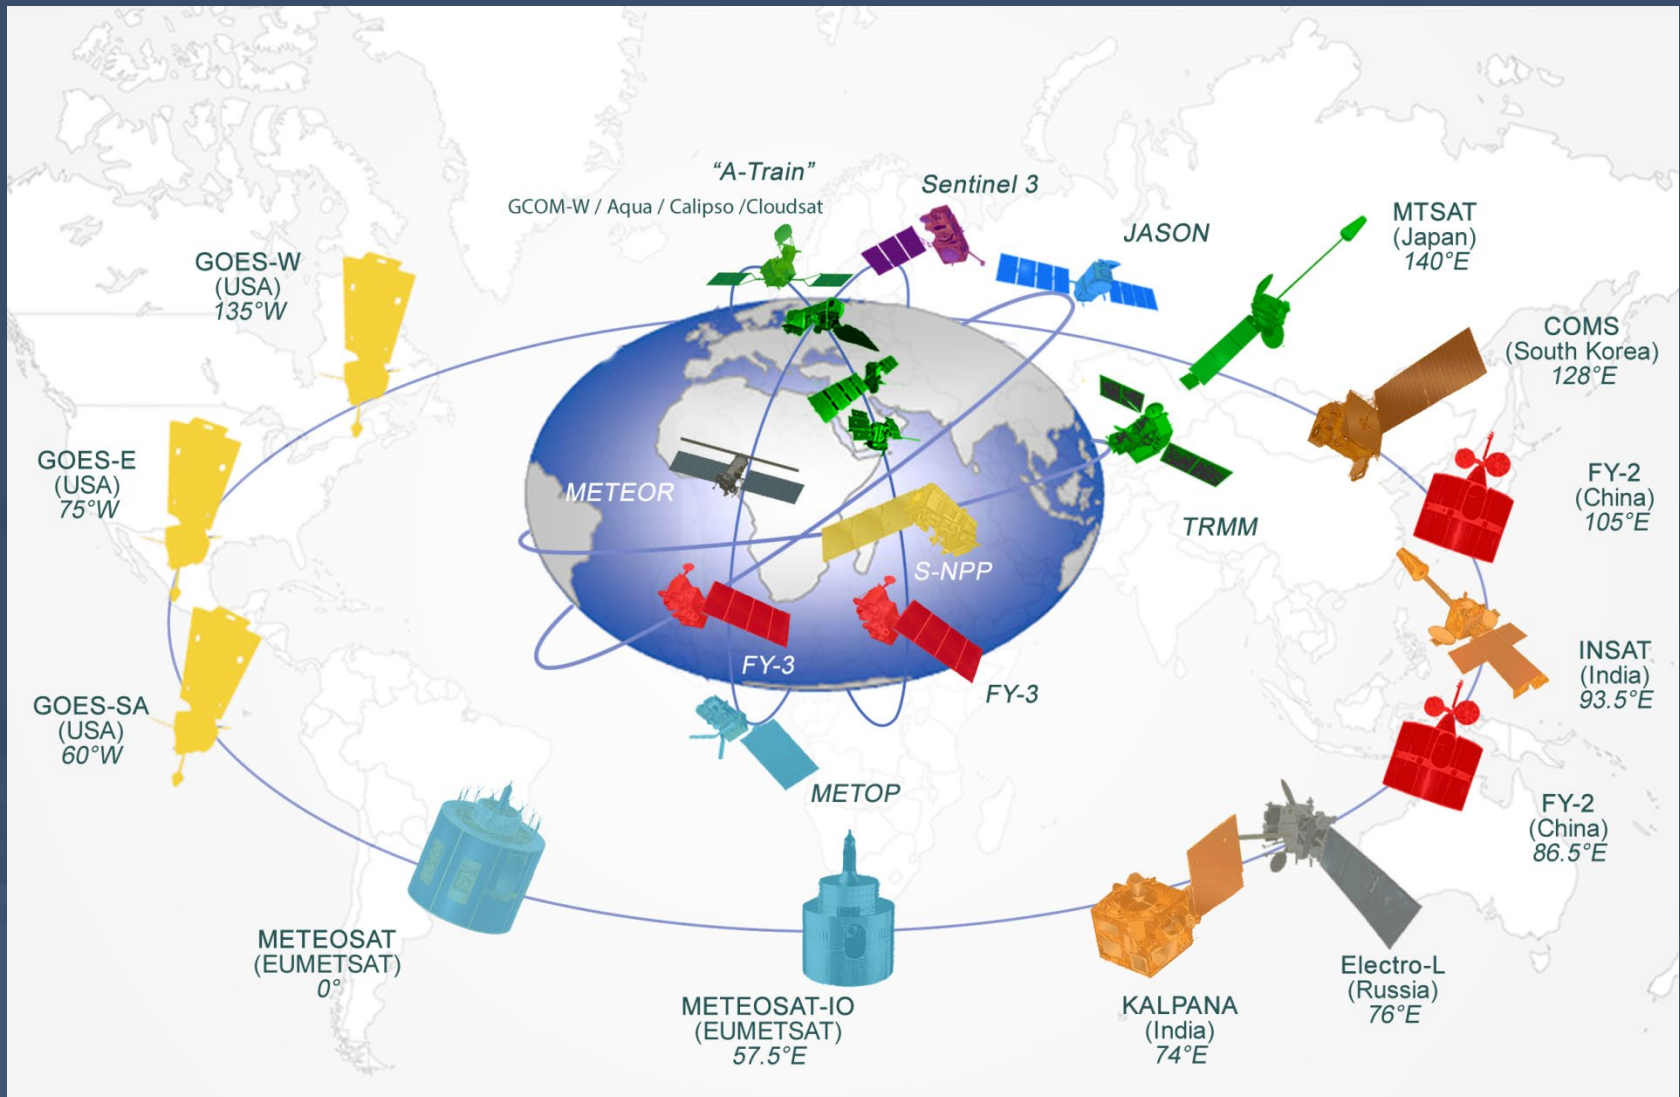 “A-Train”
GCOM-W / Aqua / Calipso /Cloudsat
Sentinel 3
JASON
MTSAT
(Japan)
140°E
GOES-W
(USA)
135°W
COMS
(South Korea)
128°E
GOES-E
(USA)
75°W
METEOR
FY-2
(China)
105°E
TRMM
S-NPP
INSAT
(India)
93.5°E
FY-3
FY-3
GOES-SA
(USA)
60°W
METOP
FY-2
(China)
86.5°E
METEOSAT
(EUMETSAT)
0°
Electro-L
(Russia)
76°E
METEOSAT-IO
(EUMETSAT)
57.5°E
KALPANA
(India)
74°E